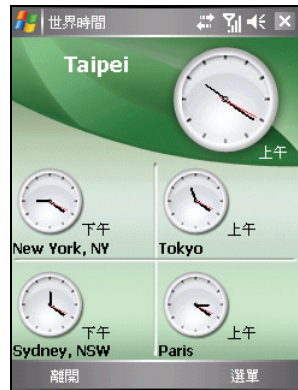 世界時間
Taipei
上午
下午
New York, NY
上午
Tokyo
下午
Sydney, NSW
上午
Paris
離開 選單